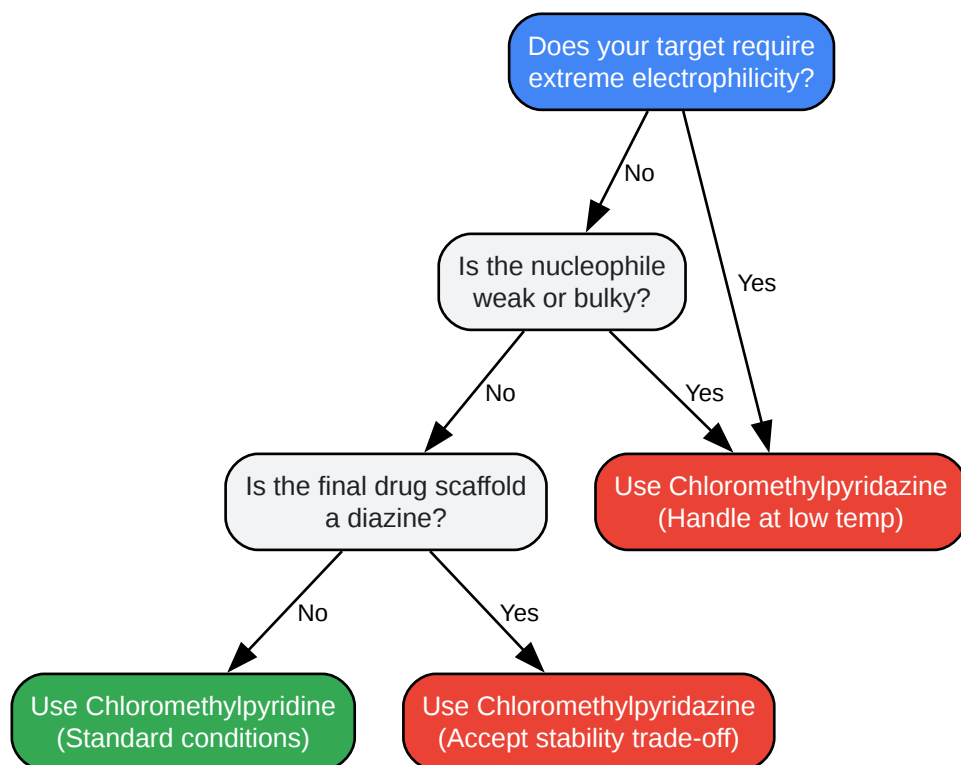 Does your target require
extreme electrophilicity?
No
Yes
Is the nucleophile
weak or bulky?
No
Yes
Is the final drug scaffold
a diazine?
Use Chloromethylpyridazine
(Handle at low temp)
No
Yes
Use Chloromethylpyridine
(Standard conditions)
Use Chloromethylpyridazine
(Accept stability trade-off)